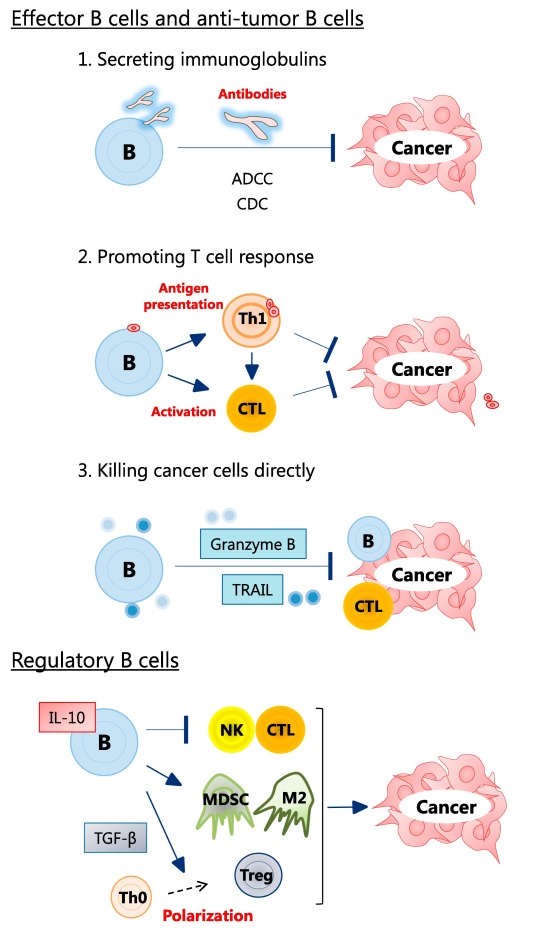 Effector B cells and anti-tumor B cells
1. Secreting immunoglobulins
Antibodies
B
Cancer
ADCC
CDC
2. Promoting T cell response
Antigen
presentation
Th1
B
Cancer
Activation
CTL
3. Killing cancer cells directly
Granzyme B
B
B
Cancer
TRAIL
CTL
Regulatory B cells
IL-10
B
NK
CTL
MDSC
M2
Cancer
TGF-β
Treg
Th0
Polarization